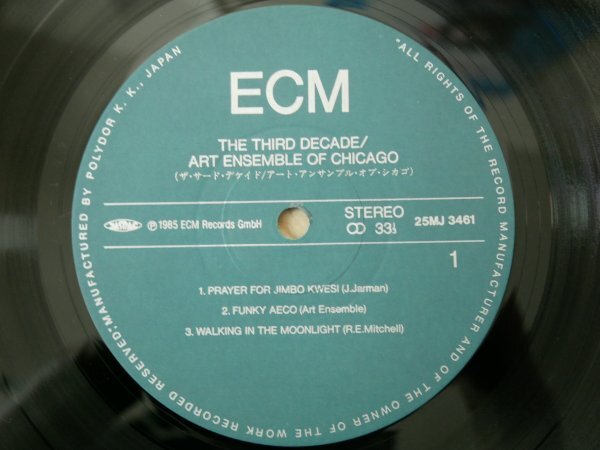 ECM
THE THIRD DECADE/
ART ENSEMBLE OF CHICAGO
(ザ・サード・デケイド/アート・アンサンブル・オブ・シカゴ)
JASRAC ℗1985 ECM Records GmbH
STEREO
33⅓
25MJ 3461
1
1. PRAYER FOR JIMBO KWESI (J.Jarman)
2. FUNKY AECO (Art Ensemble)
3. WALKING IN THE MOONLIGHT (R.E.Mitchell)
"ALL RIGHTS OF THE RECORD MANUFACTURER AND OF THE OWNER OF THE WORK RECORDED RESERVED:MANUFACTURED BY POLYDOR K. K., JAPAN